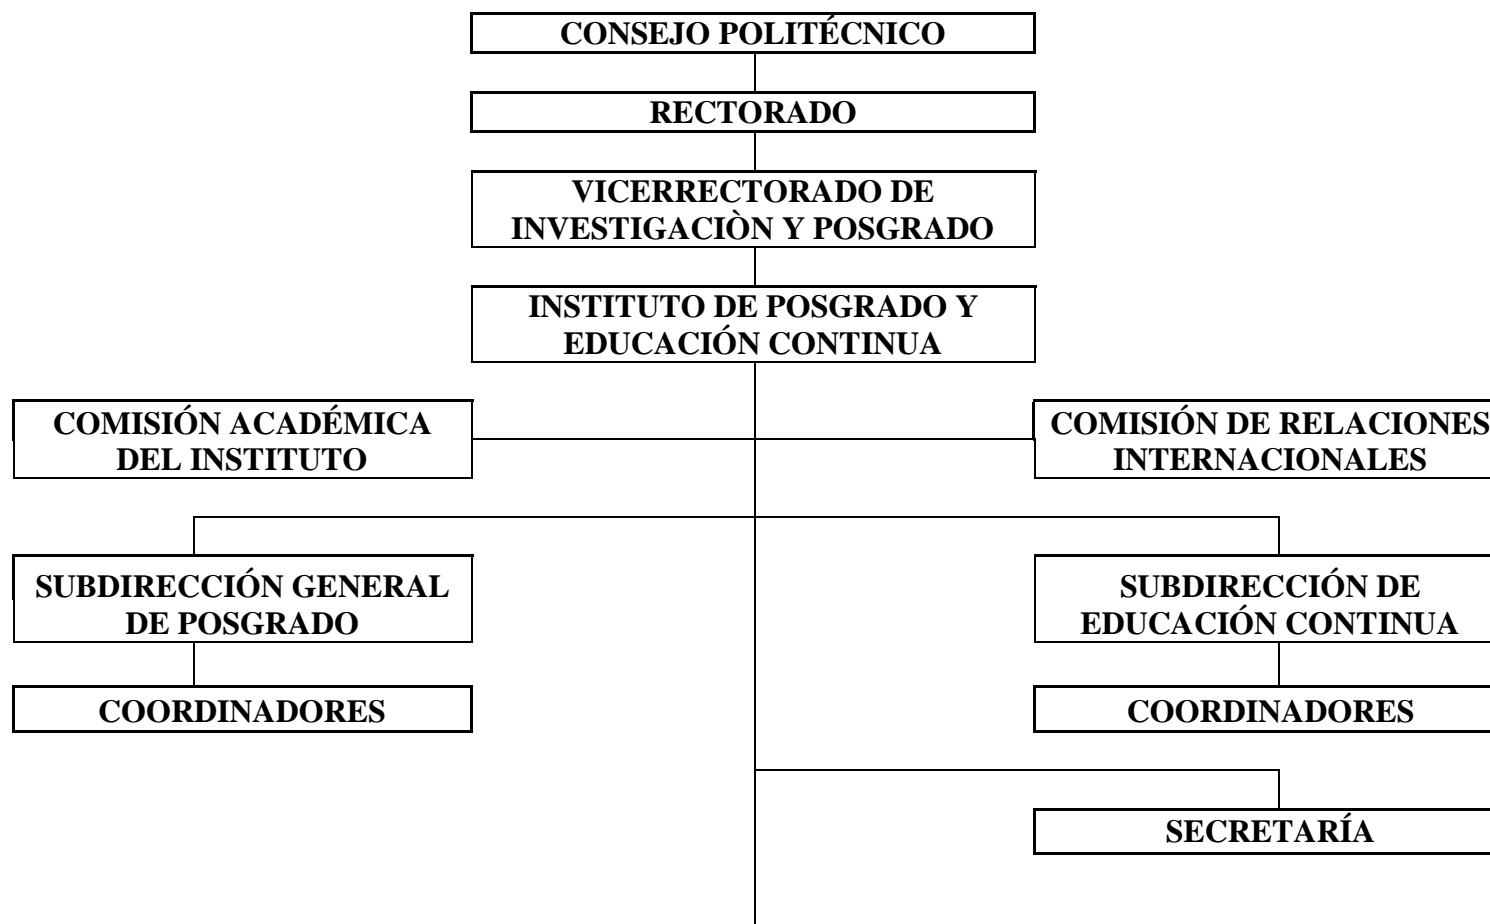 CONSEJO POLITÉCNICO
RECTORADO
VICERRECTORADO DE
INVESTIGACIÒN Y POSGRADO
INSTITUTO DE POSGRADO Y
EDUCACIÓN CONTINUA
COMISIÓN ACADÉMICA
DEL INSTITUTO
COMISIÓN DE RELACIONES
INTERNACIONALES
SUBDIRECCIÓN GENERAL
DE POSGRADO
SUBDIRECCIÓN DE
EDUCACIÓN CONTINUA
COORDINADORES
COORDINADORES
SECRETARÍA